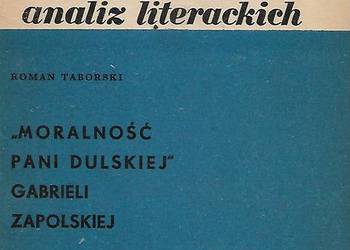 analiz literackich
ROMAN TABORSKI
„MORALNOŚĆ
PANI DULSKIEJ"
GABRIELI
ZAPOLSKIEJ